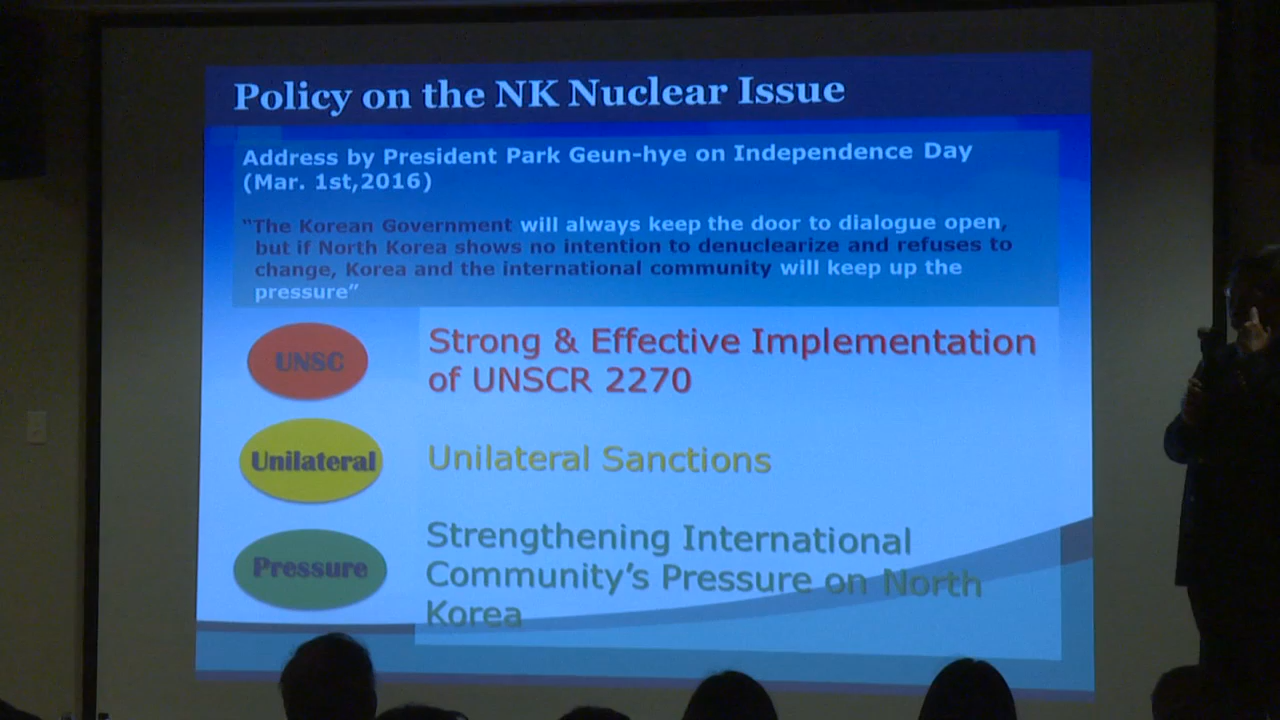 Policy on the NK Nuclear Issue
Address by President Park Geun-hye on Independence Day
(Mar. 1st,2016)
“The Korean Government will always keep the door to dialogue open,
but if North Korea shows no intention to denuclearize and refuses to
change, Korea and the international community will keep up the
pressure”
UNSC
Strong & Effective Implementation
of UNSCR 2270
Unilateral
Unilateral Sanctions
Pressure
Strengthening International
Community’s Pressure on North
Korea